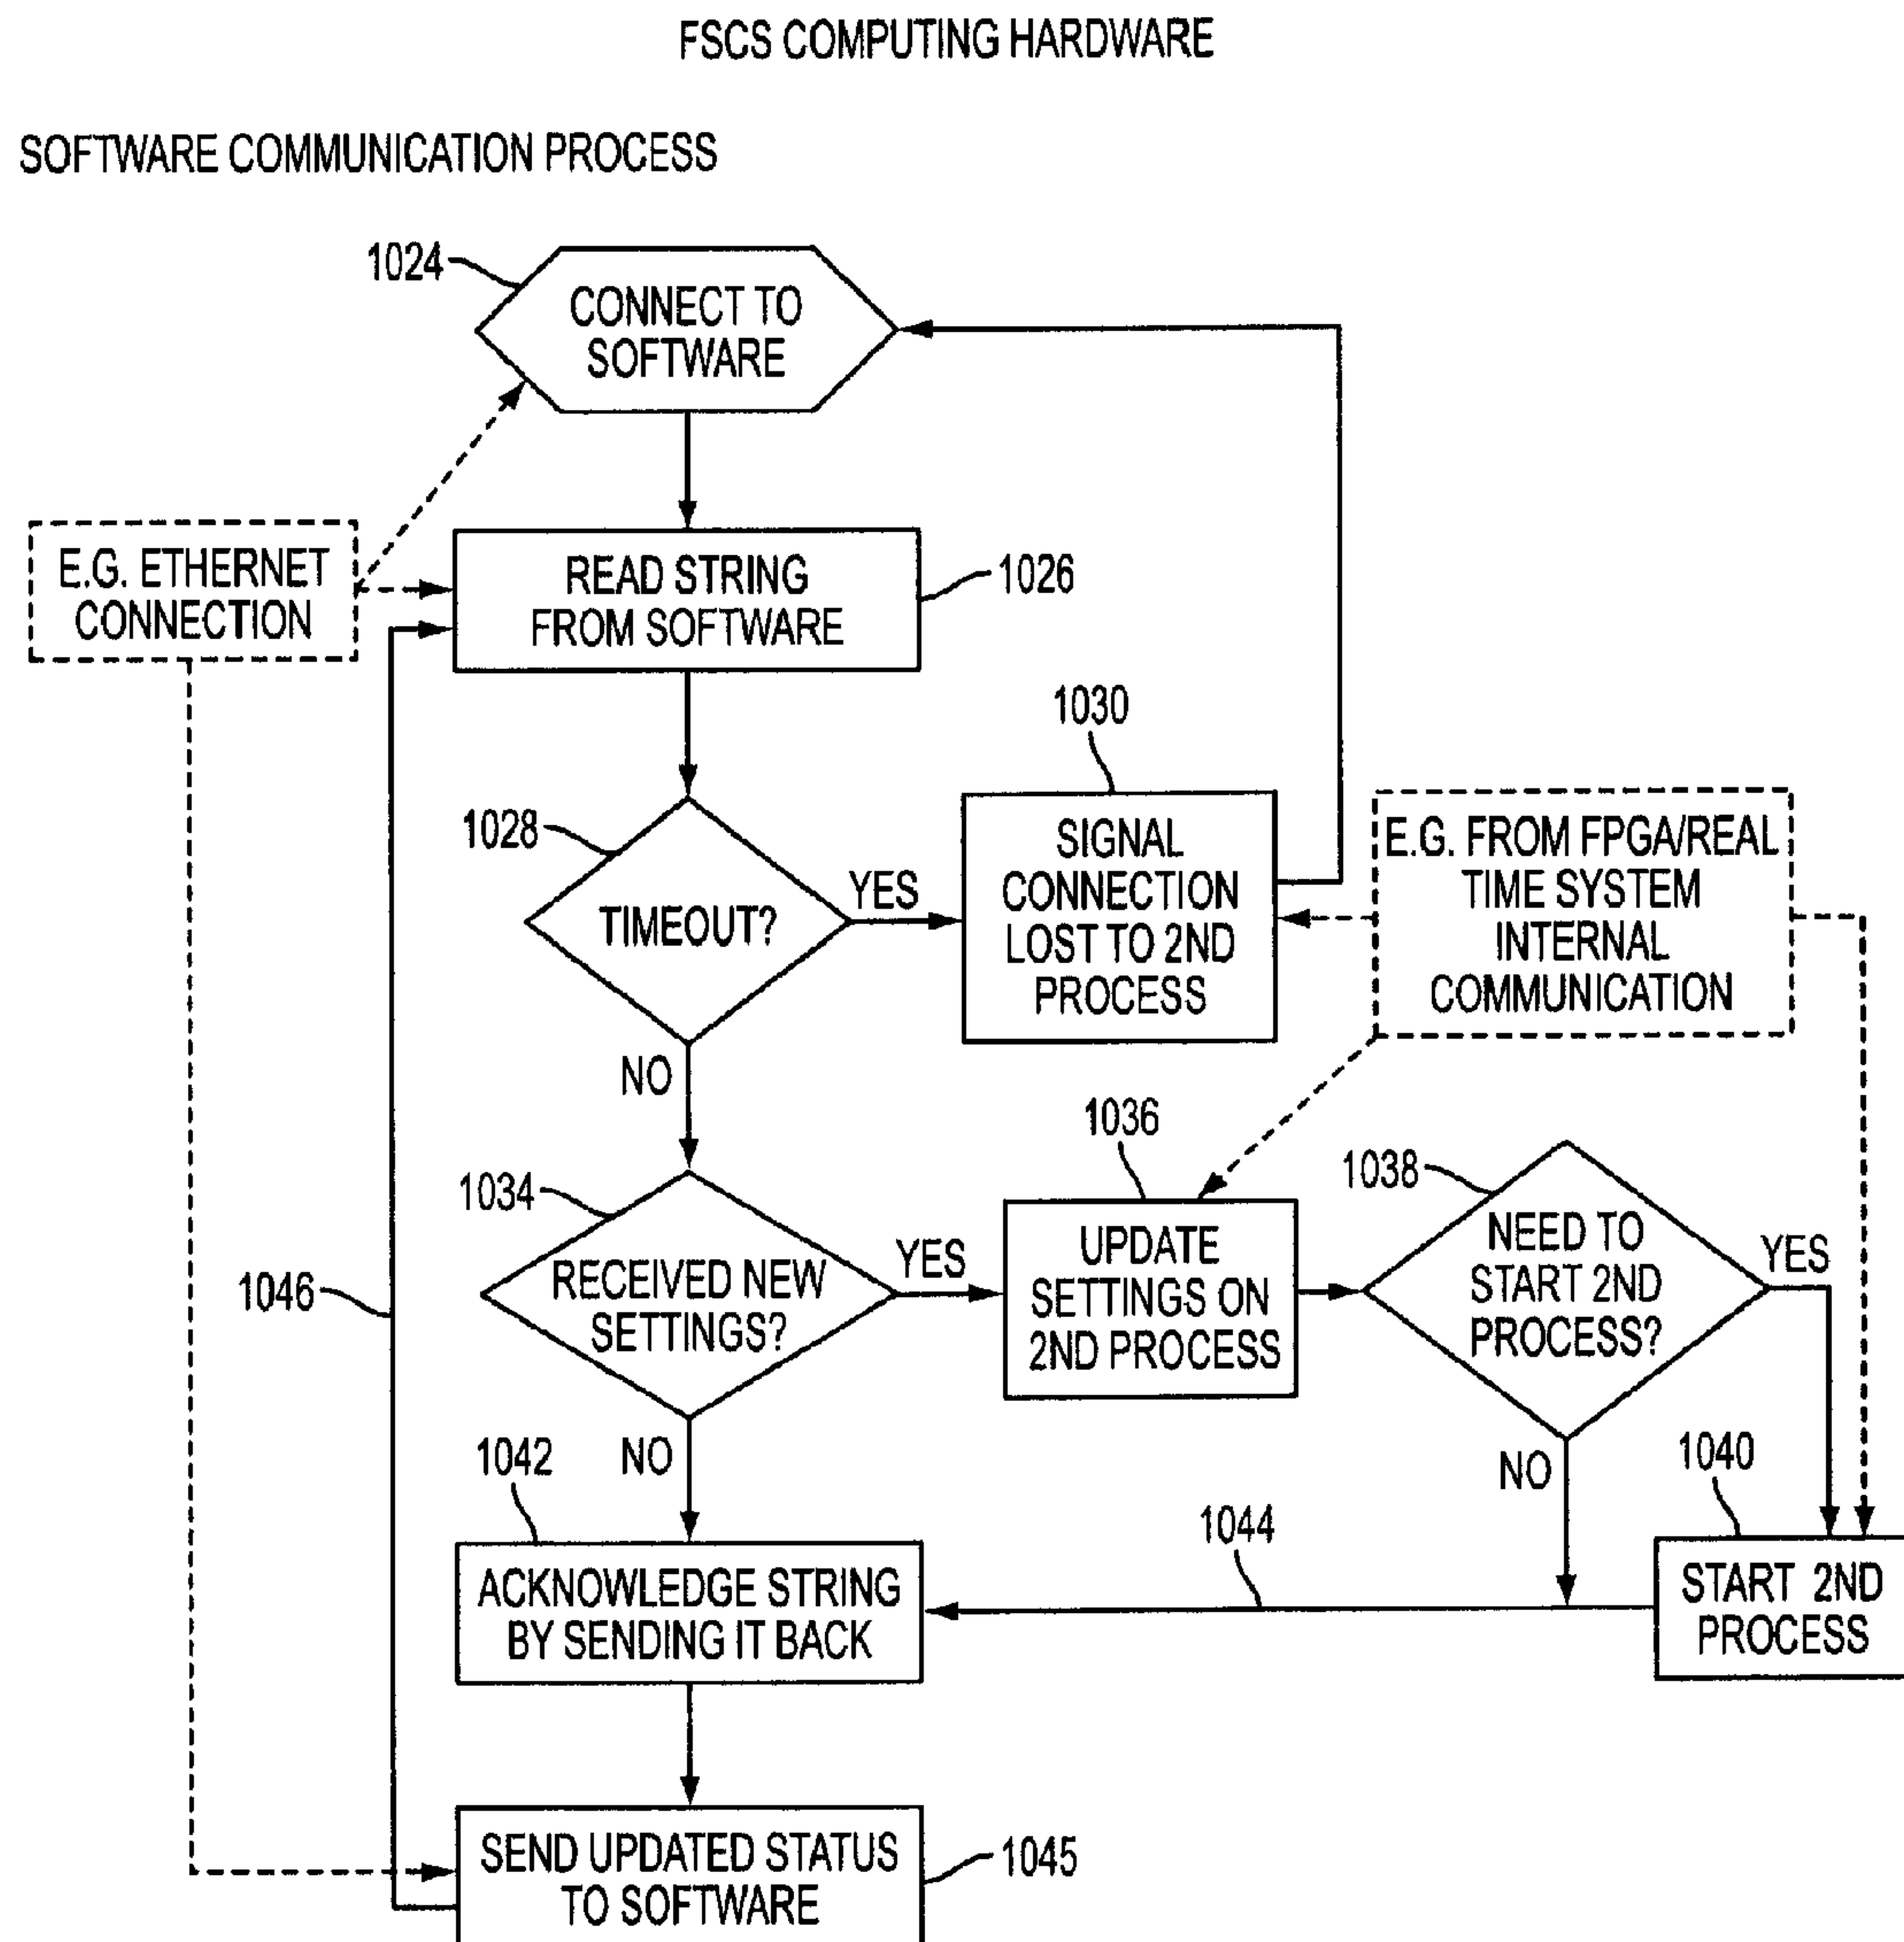 FSCS COMPUTING HARDWARE
SOFTWARE COMMUNICATION PROCESS
1024
CONNECT TO
SOFTWARE
E.G. ETHERNET
CONNECTION
READ STRING
FROM SOFTWARE
1026
1030
1028
TIMEOUT?
YES
NO
SIGNAL
CONNECTION
LOST TO 2ND
PROCESS
E.G. FROM FPGA/REAL
TIME SYSTEM
INTERNAL
COMMUNICATION
1034
RECEIVED NEW
SETTINGS?
YES
NO
1036
UPDATE
SETTINGS ON
2ND PROCESS
1038
NEED TO
START 2ND
PROCESS?
YES
NO
1046
1042
ACKNOWLEDGE STRING
BY SENDING IT BACK
1044
1040
START 2ND
PROCESS
SEND UPDATED STATUS
TO SOFTWARE
1045